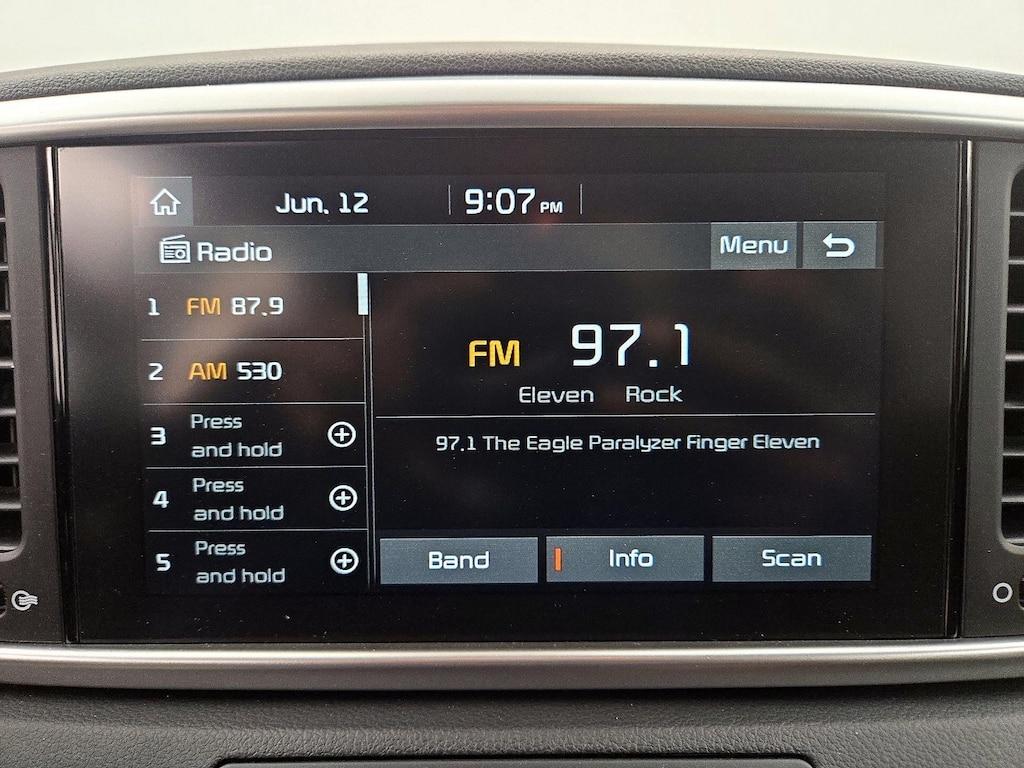 Jun. 12 9:07 PM
Radio Menu
1 FM 87.9
2 AM 530
3 Press and hold
4 Press and hold
5 Press and hold
FM 97.1
Eleven Rock
97.1 The Eagle Paralyzer Finger Eleven
Band Info Scan